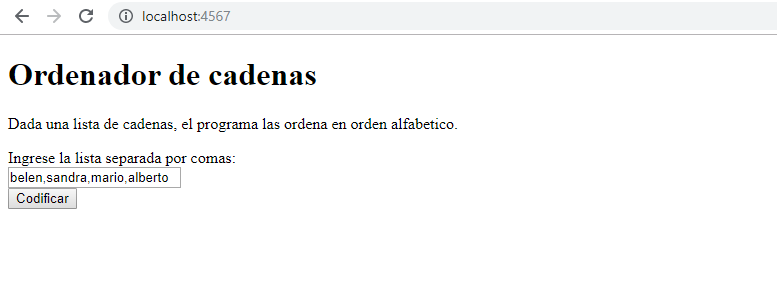 localhost:4567
Ordenador de cadenas
Dada una lista de cadenas, el programa las ordena en orden alfabetico.
Ingrese la lista separada por comas:
belen,sandra,mario,alberto
Codificar